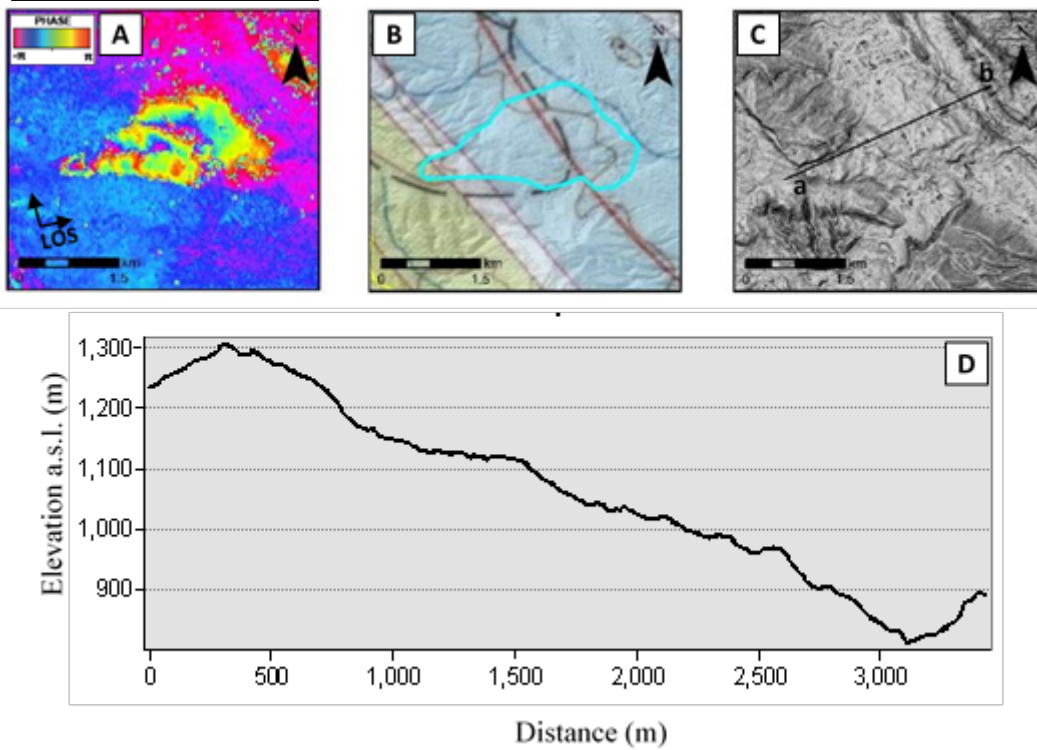 PHASE
-π π
A
N
LOS
0 1.5 km
B
N
0 1.5 km
C
N
a
b
0 1.5 km
D
Elevation a.s.l. (m)
1,300
1,200
1,100
1,000
900
0 500 1,000 1,500 2,000 2,500 3,000
Distance (m)